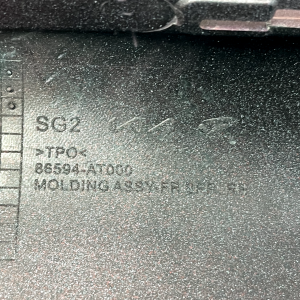 SG2
>TPO<
86594-AT000
MOLDING ASSY-FR